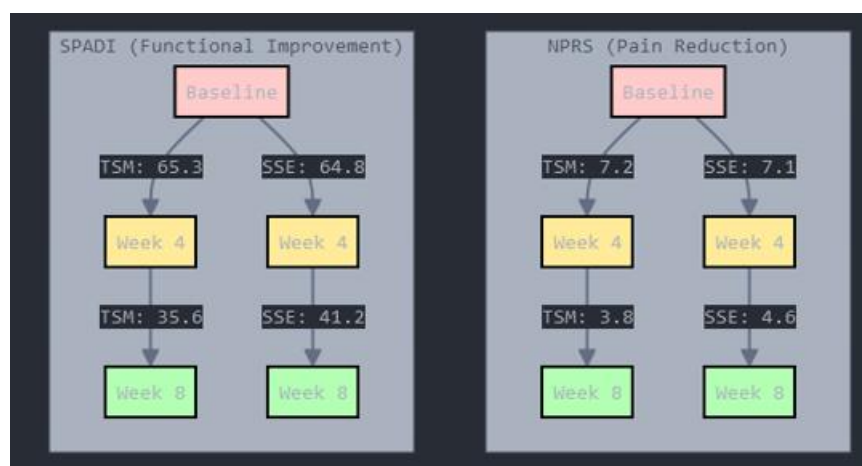 SPADI (Functional Improvement)
Baseline
TSM: 65.3
SSE: 64.8
Week 4
Week 4
TSM: 35.6
SSE: 41.2
Week 8
Week 8
NPRS (Pain Reduction)
Baseline
TSM: 7.2
SSE: 7.1
Week 4
Week 4
TSM: 3.8
SSE: 4.6
Week 8
Week 8